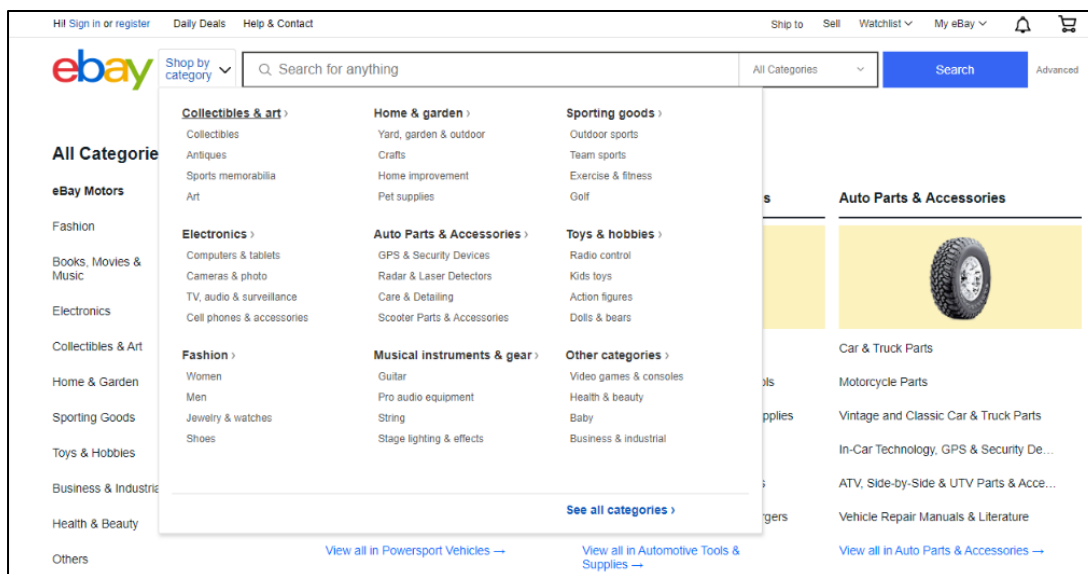 Hi! Sign in or register Daily Deals Help & Contact Ship to Sell Watchlist My eBay
ebay Shop by category Search for anything All Categories Search Advanced
Collectibles & art
Collectibles
Antiques
Sports memorabilia
Art
Home & garden
Yard, garden & outdoor
Crafts
Home improvement
Pet supplies
Sporting goods
Outdoor sports
Team sports
Exercise & fitness
Golf
Electronics
Computers & tablets
Cameras & photo
TV, audio & surveillance
Cell phones & accessories
Auto Parts & Accessories
GPS & Security Devices
Radar & Laser Detectors
Care & Detailing
Scooter Parts & Accessories
Toys & hobbies
Radio control
Kids toys
Action figures
Dolls & bears
Fashion
Women
Men
Jewelry & watches
Shoes
Musical instruments & gear
Guitar
Pro audio equipment
String
Stage lighting & effects
Other categories
Video games & consoles
Health & beauty
Baby
Business & industrial
See all categories
All Categorie
eBay Motors
Fashion
Books, Movies &
Music
Electronics
Collectibles & Art
Home & Garden
Sporting Goods
Toys & Hobbies
Business & Industria
Health & Beauty
Others
View all in Powersport Vehicles →
s
ols
pplies
s
rgers
View all in Automotive Tools &
Supplies →
Auto Parts & Accessories
Car & Truck Parts
Motorcycle Parts
Vintage and Classic Car & Truck Parts
In-Car Technology, GPS & Security De...
ATV, Side-by-Side & UTV Parts & Acce...
Vehicle Repair Manuals & Literature
View all in Auto Parts & Accessories →